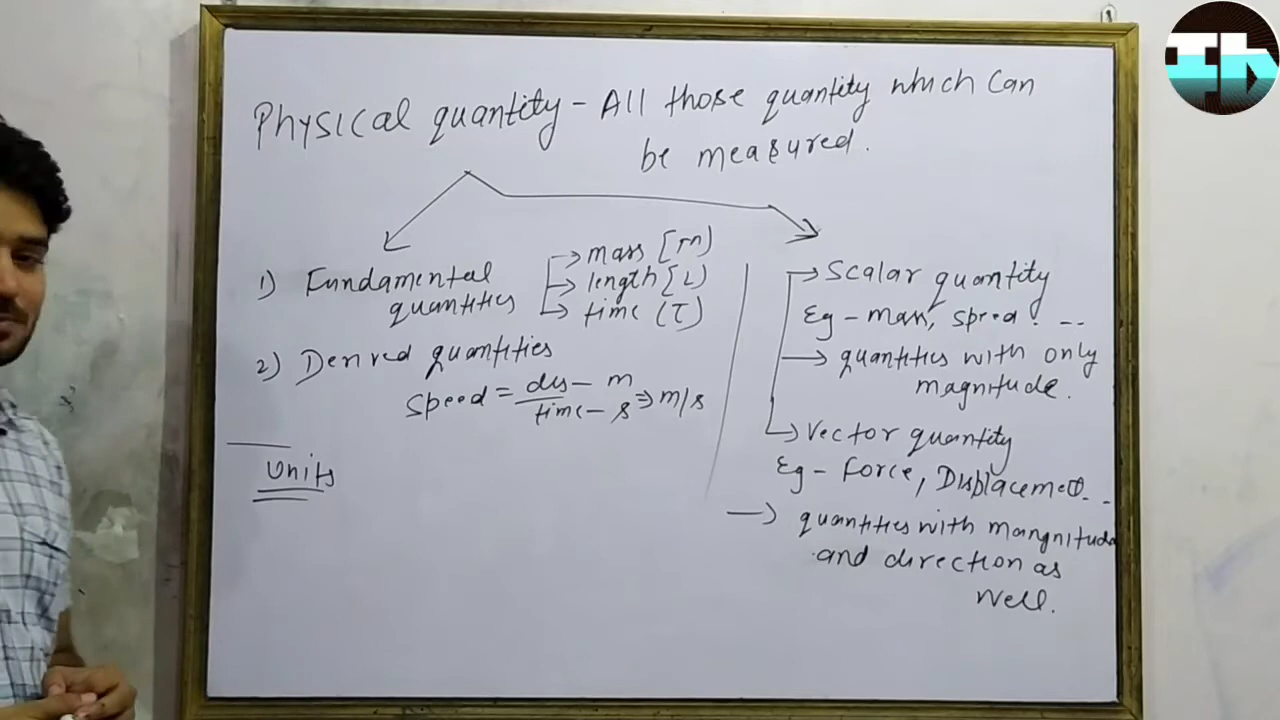 Physical quantity - All those quantity which can
be measured.
1) Fundamental
quantities
→ mass [m)
→ length [L)
→ time (T)
2) Derived quantities
speed = dis - m
time - s ⇒ m/s
Units
→ Scalar quantity
Eg - mass, speed. ...
→ quantities with only
magnitude.
→ Vector quantity
Eg - Force, Displacement...
→ quantities with mangnitude
and direction as
well.